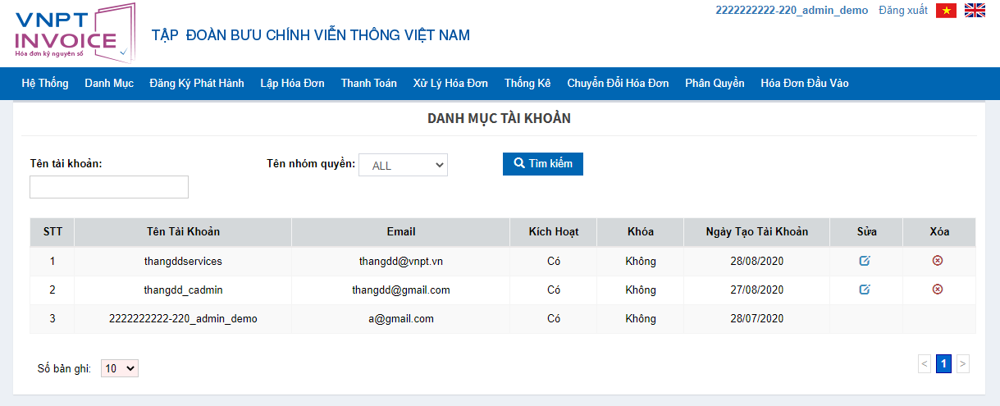 VNPT
INVOICE
Hóa đơn kỷ nguyên số
TẬP ĐOÀN BƯU CHÍNH VIỄN THÔNG VIỆT NAM
2222222222-220_admin_demo Đăng xuất
Hệ Thống Danh Mục Đăng Ký Phát Hành Lập Hóa Đơn Thanh Toán Xử Lý Hóa Đơn Thống Kê Chuyển Đổi Hóa Đơn Phân Quyền Hóa Đơn Đầu Vào
DANH MỤC TÀI KHOẢN
Tên tài khoản: Tên nhóm quyền: ALL Tìm kiếm
STT Tên Tài Khoản Email Kích Hoạt Khóa Ngày Tạo Tài Khoản Sửa Xóa
1 thangddservices thangdd@vnpt.vn Có Không 28/08/2020
2 thangdd_cadmin thangdd@gmail.com Có Không 27/08/2020
3 2222222222-220_admin_demo a@gmail.com Có Không 28/07/2020
Số bản ghi: 10 < 1 >